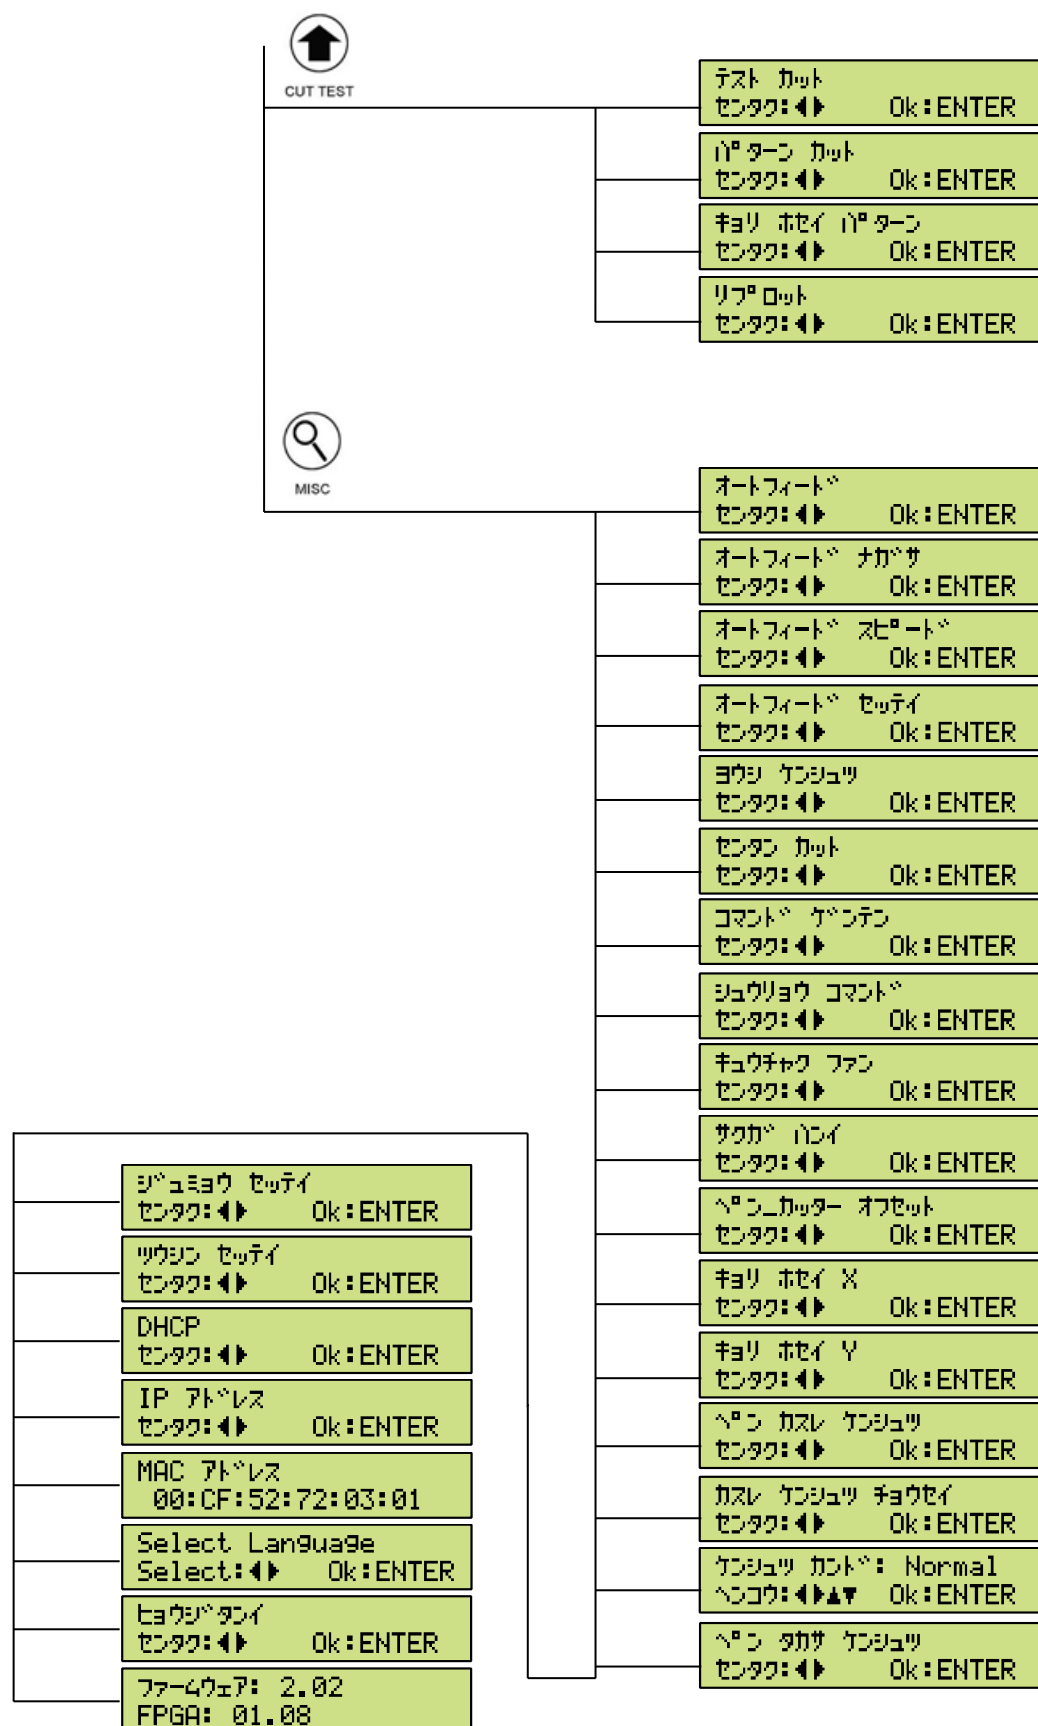 CUT TEST
テスト カット
センタク:◀▶ Ok:ENTER
パターン カット
センタク:◀▶ Ok:ENTER
キョリ ホセイ パターン
センタク:◀▶ Ok:ENTER
リプロット
センタク:◀▶ Ok:ENTER
MISC
オートフィード
センタク:◀▶ Ok:ENTER
オートフィード ナガサ
センタク:◀▶ Ok:ENTER
オートフィード スピード
センタク:◀▶ Ok:ENTER
オートフィード セッテイ
センタク:◀▶ Ok:ENTER
ヨウシ ケンシュツ
センタク:◀▶ Ok:ENTER
センタン カット
センタク:◀▶ Ok:ENTER
コマンド ゲンテン
センタク:◀▶ Ok:ENTER
シュウリョウ コマンド
センタク:◀▶ Ok:ENTER
キュウチャク ファン
センタク:◀▶ Ok:ENTER
サクガ ハンイ
センタク:◀▶ Ok:ENTER
ペン_カッター オフセット
センタク:◀▶ Ok:ENTER
キョリ ホセイ X
センタク:◀▶ Ok:ENTER
キョリ ホセイ Y
センタク:◀▶ Ok:ENTER
ペン カスレ ケンシュツ
センタク:◀▶ Ok:ENTER
カスレ ケンシュツ チョウセイ
センタク:◀▶ Ok:ENTER
ケンシュツ カンド: Normal
ヘンコウ:◀▶▲▼ Ok:ENTER
ペン タカサ ケンシュツ
センタク:◀▶ Ok:ENTER
ジュミョウ セッテイ
センタク:◀▶ Ok:ENTER
ツウシン セッテイ
センタク:◀▶ Ok:ENTER
DHCP
センタク:◀▶ Ok:ENTER
IP アドレス
センタク:◀▶ Ok:ENTER
MAC アドレス
00:CF:52:72:03:01
Select Language
Select:◀▶ Ok:ENTER
ヒョウジタンイ
センタク:◀▶ Ok:ENTER
ファームウェア: 2.02
FPGA: 01.08